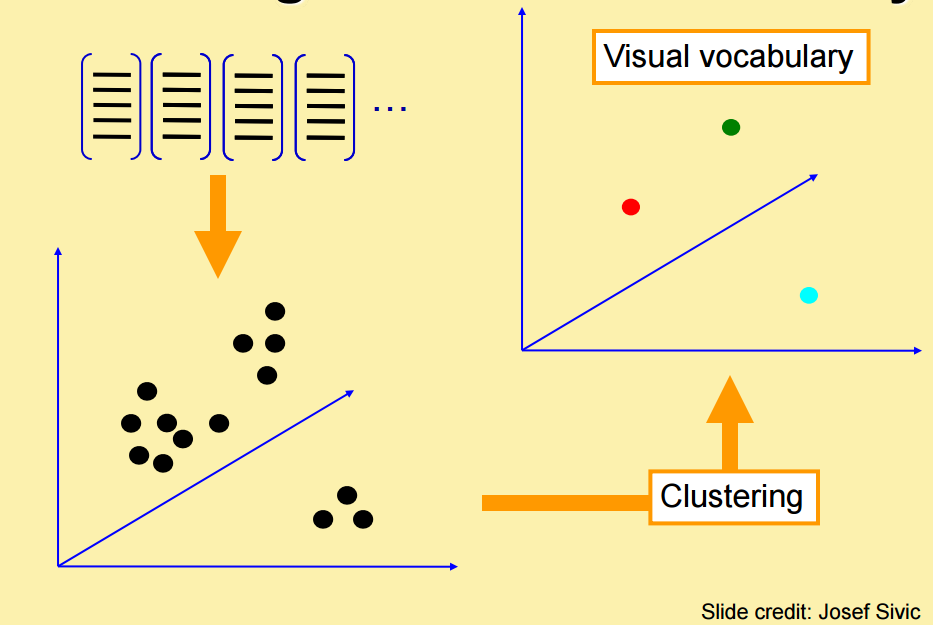 Visual vocabulary
...
Clustering
Slide credit: Josef Sivic